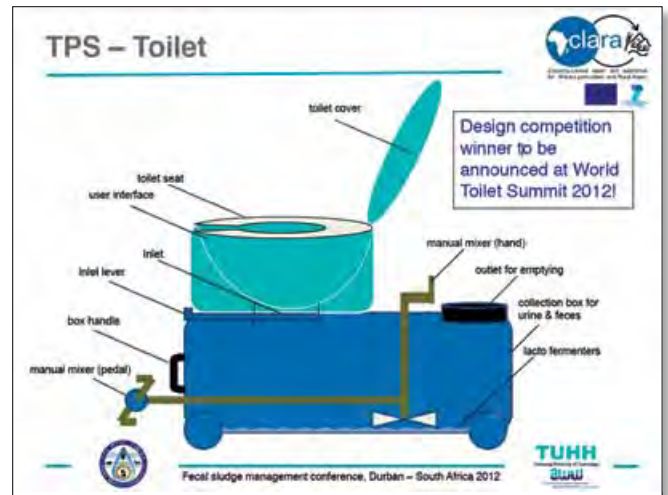 TPS – Toilet
clara
toilet cover
Design competition
winner to be
announced at World
Toilet Summit 2012!
toilet seat
user interface
manual mixer (hand)
inlet
outlet for emptying
inlet lever
collection box for
urine & feces
box handle
lacto fermenters
manual mixer (pedal)
TUHH
Fecal sludge management conference, Durban – South Africa 2012